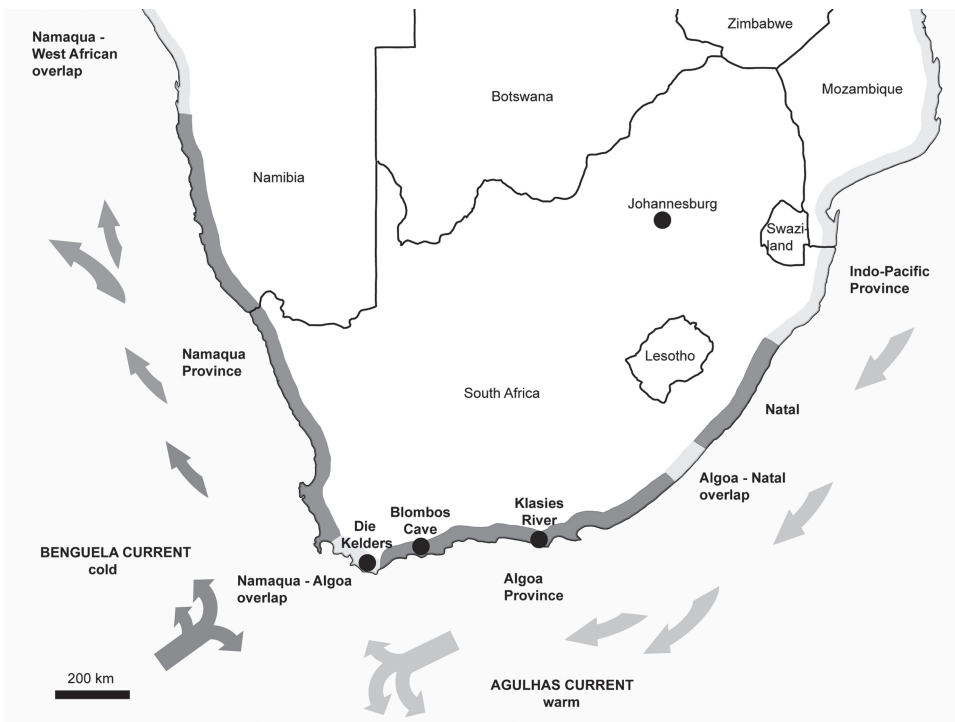 Namaqua -
West African
overlap
Zimbabwe
Botswana
Mozambique
Namibia
Johannesburg
Swazi-
land
Indo-Pacific
Province
Namaqua
Province
Lesotho
South Africa
Natal
Algoa - Natal
overlap
Klasies
River
Blombos
Cave
Die
Kelders
BENGUELA CURRENT
cold
Namaqua - Algoa
overlap
Algoa
Province
200 km
AGULHAS CURRENT
warm